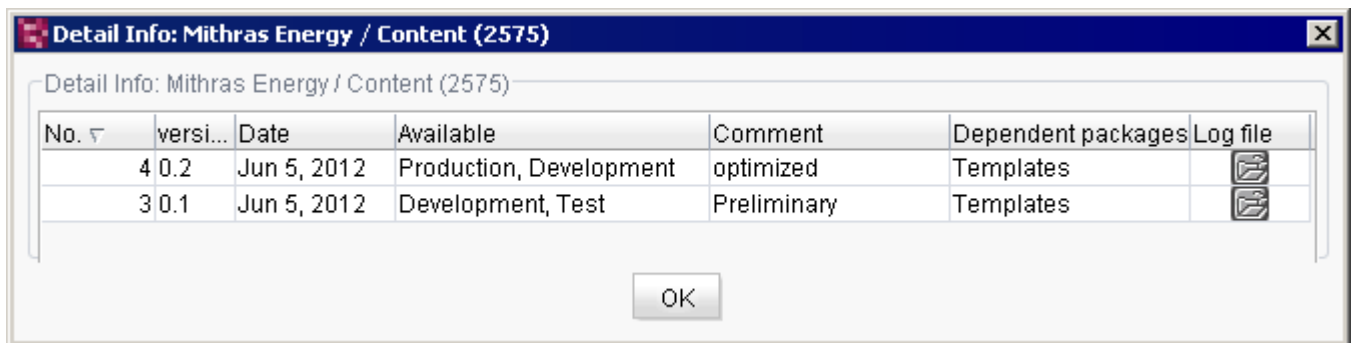 Detail Info: Mithras Energy / Content (2575)
Detail Info: Mithras Energy / Content (2575)
No. versi... Date Available Comment Dependent packages Log file
4 0.2 Jun 5, 2012 Production, Development optimized Templates
3 0.1 Jun 5, 2012 Development, Test Preliminary Templates
OK